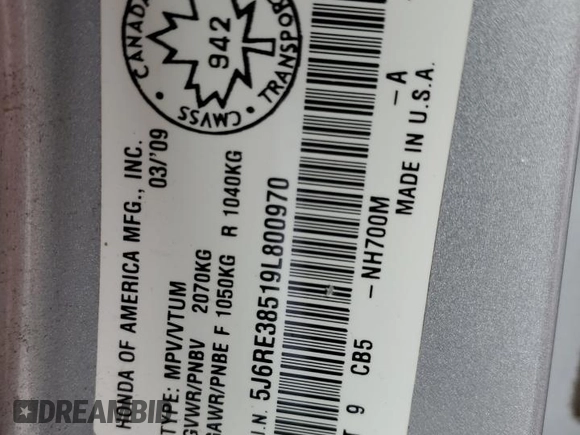 HONDA OF AMERICA MFG., INC.
03/'09
TYPE: MPV/VTUM
GVWR/PNBV 2070KG
GAWR/PNBE F 1050KG R 1040KG
V.I.N. 5J6RE38519L800970
9 CB5 - NH700M - A
MADE IN U.S.A.
CANADA
942
TRANSPORT
CMVSS
DREAMBID